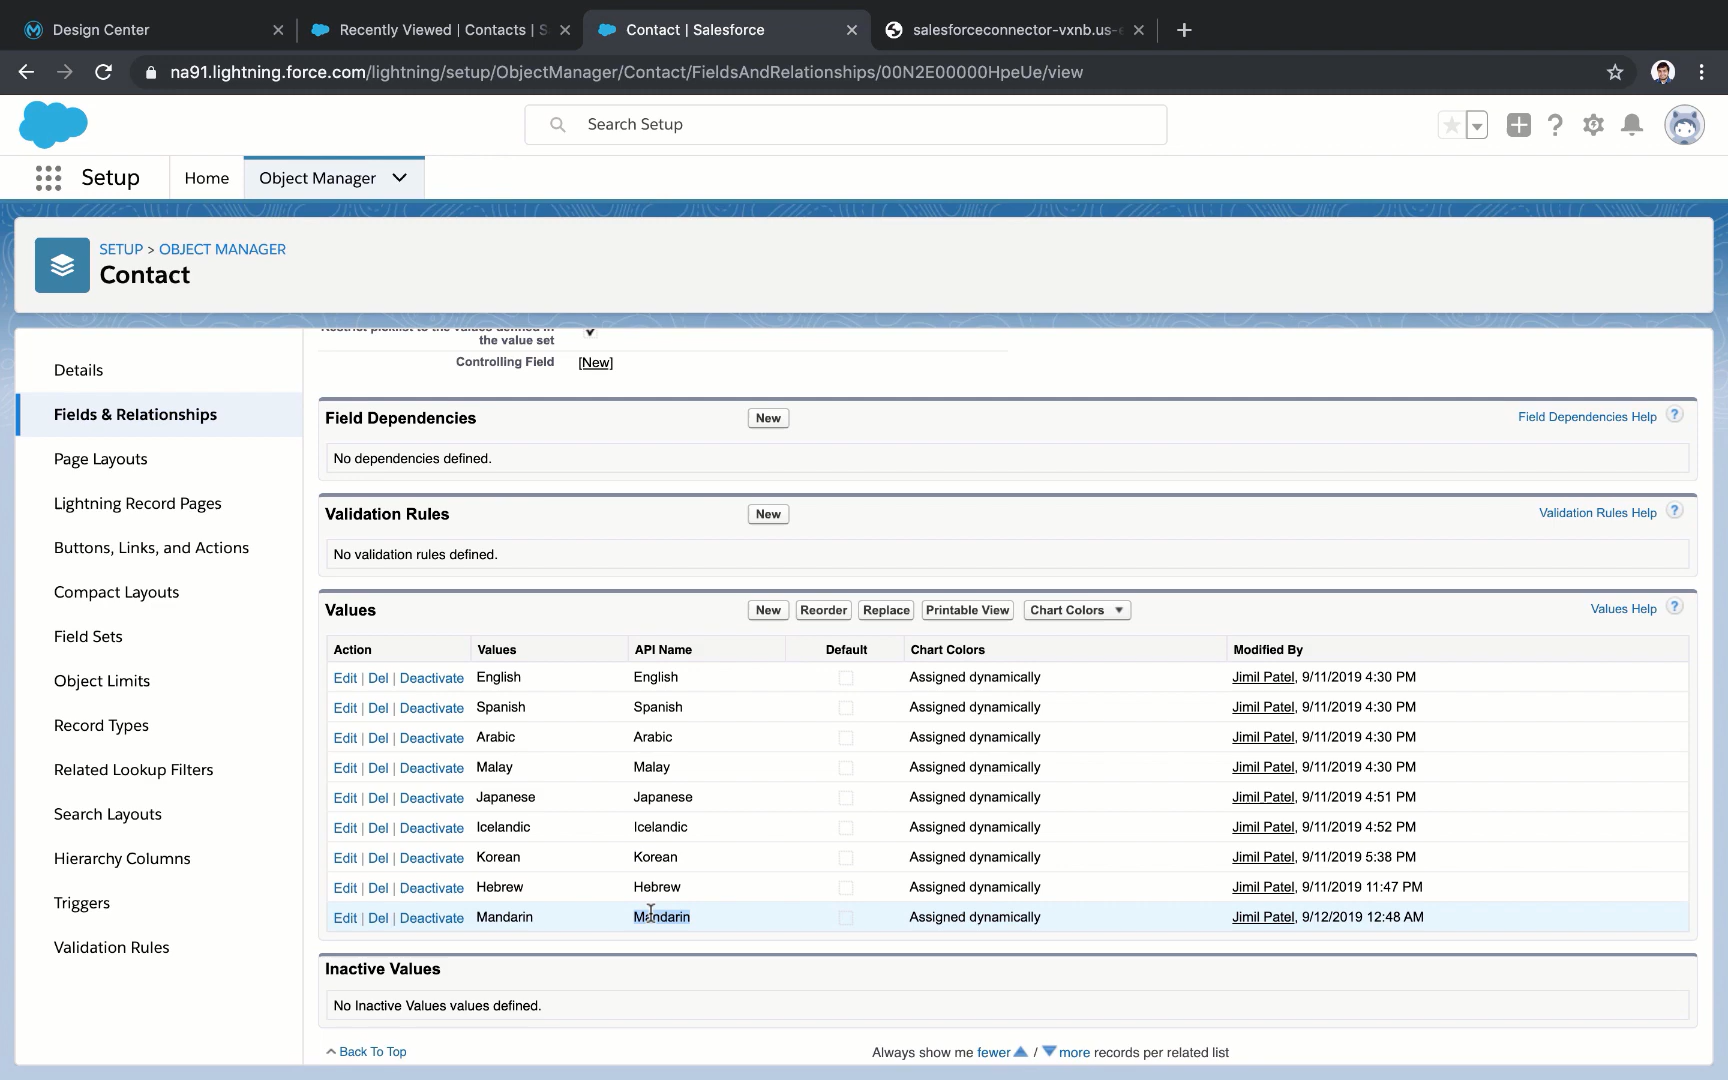 Design Center
Recently Viewed | Contacts | S
Contact | Salesforce
salesforceconnector-vxnb.us-e
na91.lightning.force.com/lightning/setup/ObjectManager/Contact/FieldsAndRelationships/00N2E00000HpeUe/view
Search Setup
Setup
Home
Object Manager
SETUP > OBJECT MANAGER
Contact
Details
Fields & Relationships
Page Layouts
Lightning Record Pages
Buttons, Links, and Actions
Compact Layouts
Field Sets
Object Limits
Record Types
Related Lookup Filters
Search Layouts
Hierarchy Columns
Triggers
Validation Rules
Restrict picklist to the values defined in
the value set
Controlling Field [New]
Field Dependencies New Field Dependencies Help ?
No dependencies defined.
Validation Rules New Validation Rules Help ?
No validation rules defined.
Values New Reorder Replace Printable View Chart Colors Values Help ?
Action Values API Name Default Chart Colors Modified By
Edit | Del | Deactivate English English Assigned dynamically Jimil Patel, 9/11/2019 4:30 PM
Edit | Del | Deactivate Spanish Spanish Assigned dynamically Jimil Patel, 9/11/2019 4:30 PM
Edit | Del | Deactivate Arabic Arabic Assigned dynamically Jimil Patel, 9/11/2019 4:30 PM
Edit | Del | Deactivate Malay Malay Assigned dynamically Jimil Patel, 9/11/2019 4:30 PM
Edit | Del | Deactivate Japanese Japanese Assigned dynamically Jimil Patel, 9/11/2019 4:51 PM
Edit | Del | Deactivate Icelandic Icelandic Assigned dynamically Jimil Patel, 9/11/2019 4:52 PM
Edit | Del | Deactivate Korean Korean Assigned dynamically Jimil Patel, 9/11/2019 5:38 PM
Edit | Del | Deactivate Hebrew Hebrew Assigned dynamically Jimil Patel, 9/11/2019 11:47 PM
Edit | Del | Deactivate Mandarin Mandarin Assigned dynamically Jimil Patel, 9/12/2019 12:48 AM
Inactive Values
No Inactive Values values defined.
Back To Top
Always show me fewer / more records per related list